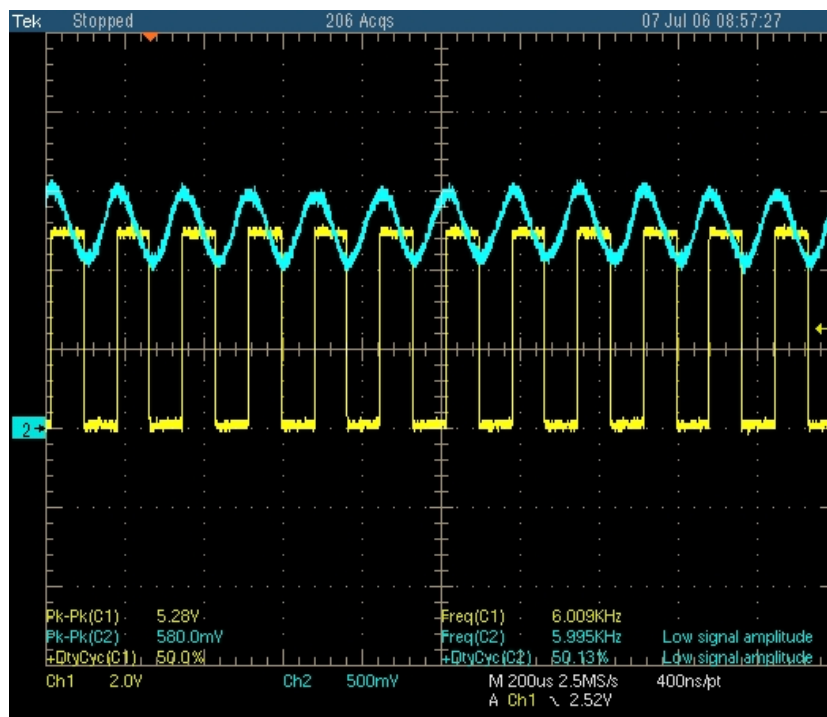 Tek Stopped 206 Acqs 07 Jul 06 08:57:27
2
Pk-Pk(C1) 5.28V Freq(C1) 6.009KHz
Pk-Pk(C2) 580.0mV Freq(C2) 5.995KHz Low signal amplitude
+DtyCyc(C1) 50.0% +DtyCyc(C2) 50.13% Low signal amplitude
Ch1 2.0V Ch2 500mV M 200us 2.5MS/s 400ns/pt
A Ch1 \ 2.52V